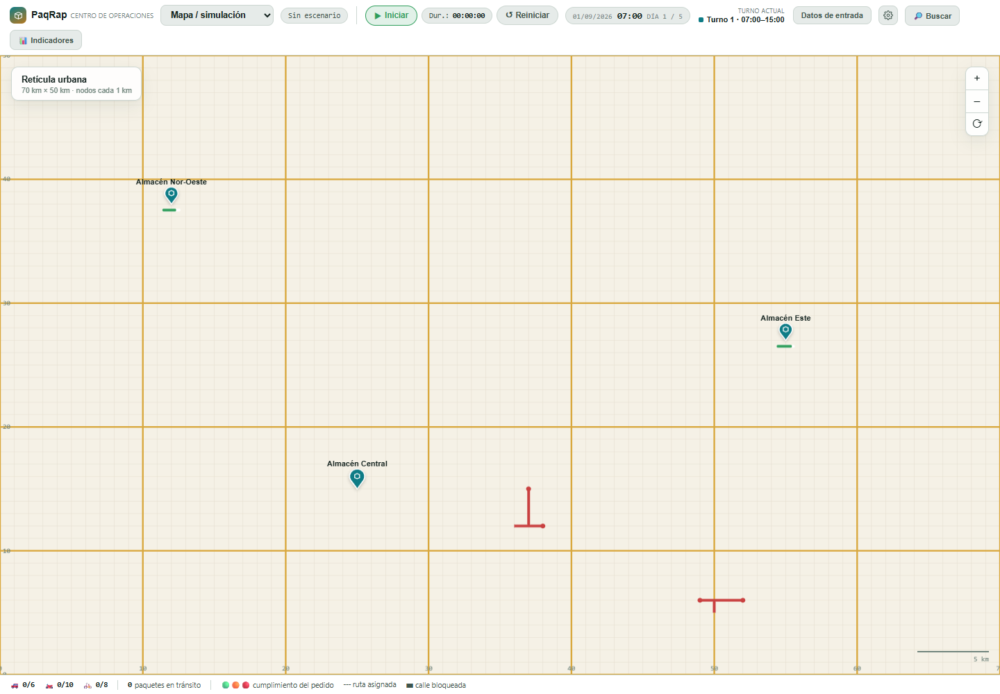 PaqRap CENTRO DE OPERACIONES Mapa / simulación Sin escenario ▶ Iniciar Dur.: 00:00:00 ↺ Reiniciar 01/09/2026 07:00 DÍA 1 / 5 TURNO ACTUAL Turno 1 · 07:00–15:00 Datos de entrada Buscar
Indicadores
Retícula urbana
70 km × 50 km · nodos cada 1 km
+
−
Almacén Nor-Oeste
40
30
Almacén Este
20
Almacén Central
10
5 km
10 20 30 40 50 60
0/6 0/10 0/8 0 paquetes en tránsito cumplimiento del pedido --- ruta asignada calle bloqueada